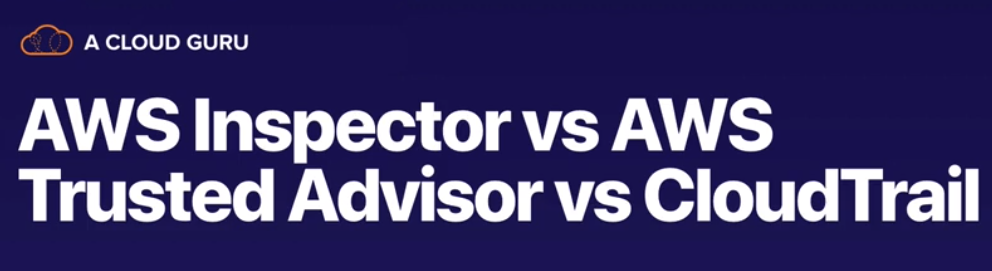 A CLOUD GURU
AWS Inspector vs AWS
Trusted Advisor vs CloudTrail